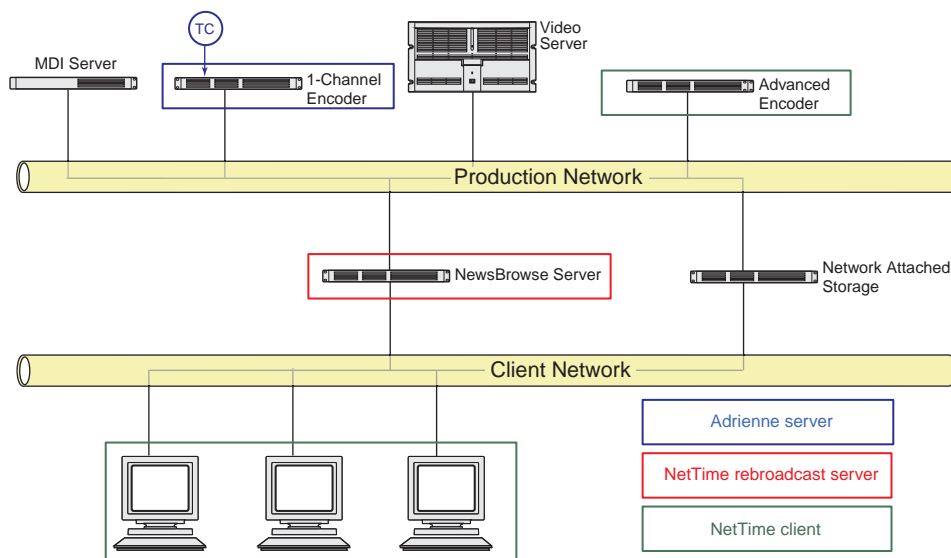 TC
Video
Server
MDI Server
1-Channel
Encoder
Advanced
Encoder
Production Network
NewsBrowse Server
Network Attached
Storage
Client Network
Adrienne server
NetTime rebroadcast server
NetTime client